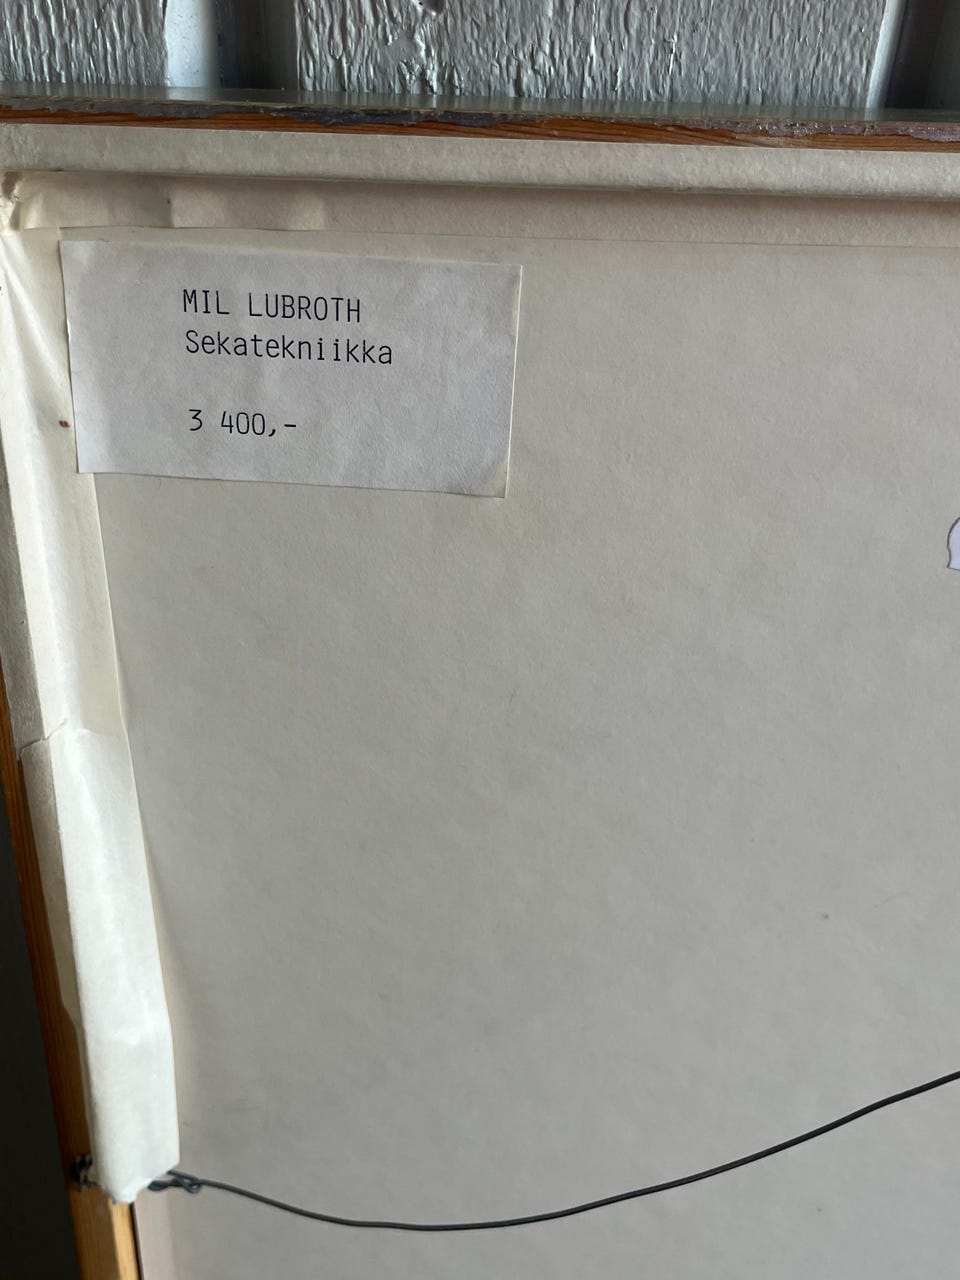 MIL LUBROTH
Sekatekniikka
3 400,-